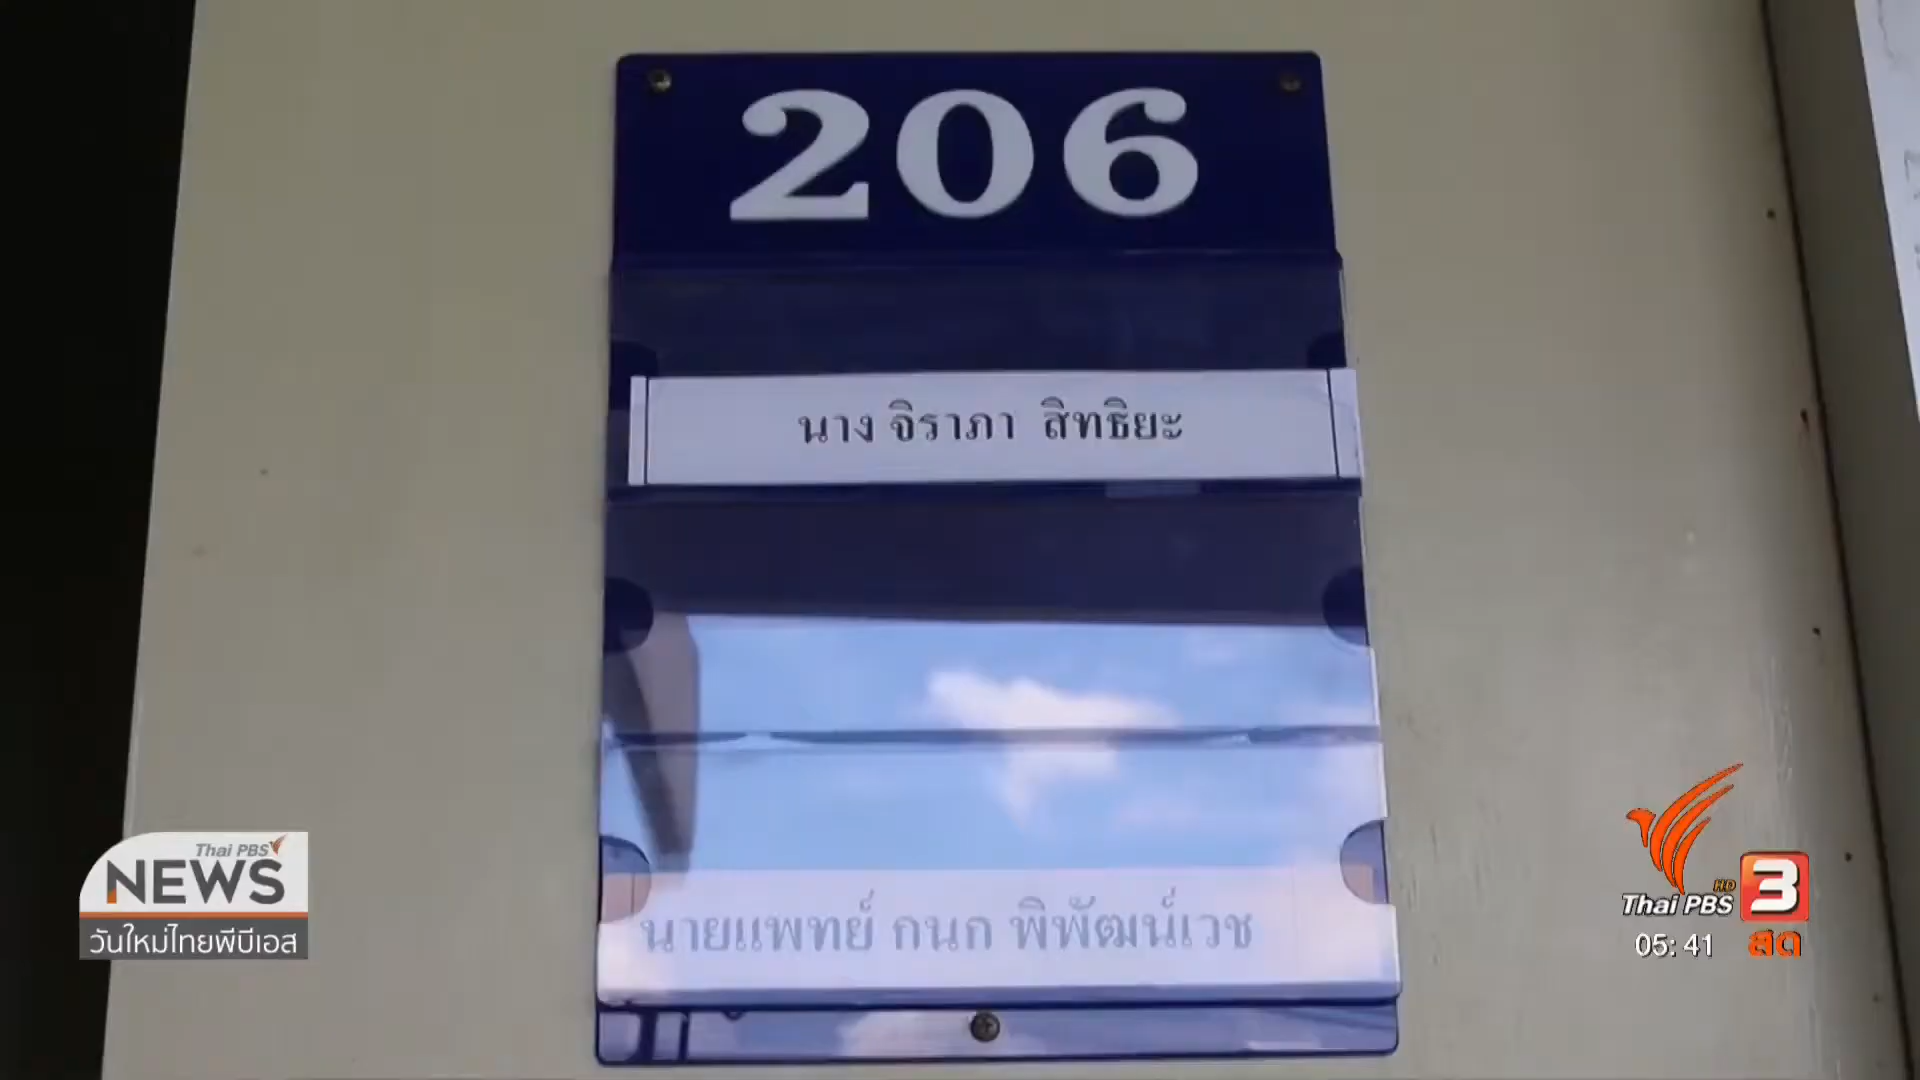 206
นาง จิราภา สิทธิยะ
นายแพทย์ กนก พิพัฒน์เวช
Thai PBS
NEWS
วันใหม่ไทยพีบีเอส
HD
Thai PBS
3
05:41 สด